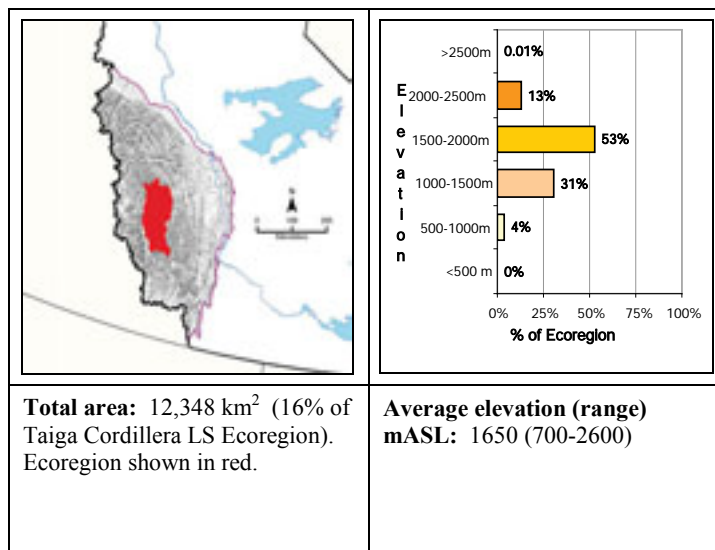 N
>2500m 0.01%
2000-2500m 13%
1500-2000m 53%
1000-1500m 31%
500-1000m 4%
<500 m 0%
Elevation
0% 25% 50% 75% 100%
% of Ecoregion
Total area: 12,348 km² (16% of
Taiga Cordillera LS Ecoregion).
Ecoregion shown in red.
Average elevation (range)
mASL: 1650 (700-2600)